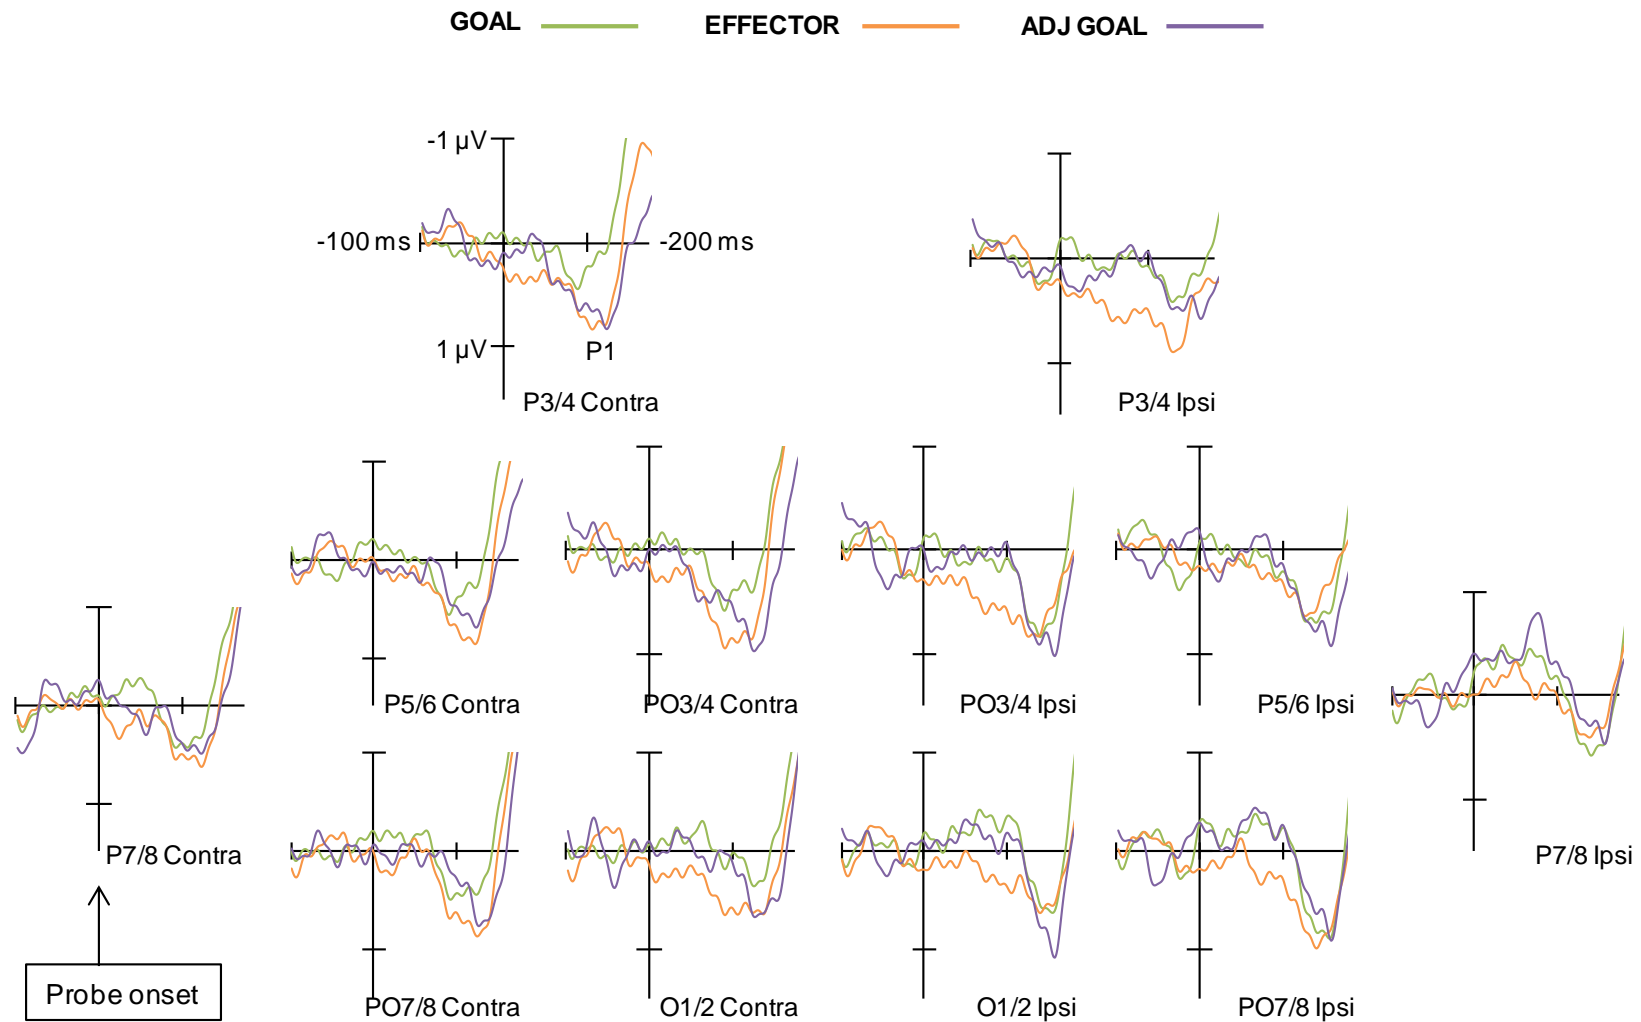 GOAL EFFECTOR ADJ GOAL
-1 µV
-100 ms -200 ms
1 µV P1
P3/4 Contra P3/4 Ipsi
P5/6 Contra PO3/4 Contra PO3/4 Ipsi P5/6 Ipsi
P7/8 Contra P7/8 Ipsi
Probe onset
PO7/8 Contra O1/2 Contra O1/2 Ipsi PO7/8 Ipsi